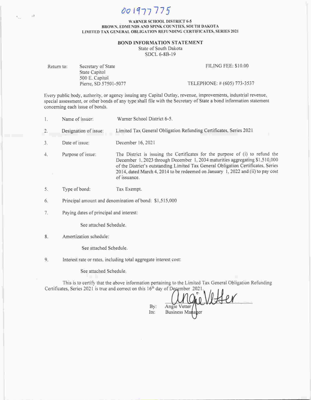 001977775
WARNER SCHOOL DISTRICT 6-5
BROWN, EDMUNDS AND SPINK COUNTIES, SOUTH DAKOTA
LIMITED TAX GENERAL OBLIGATION REFUNDING CERTIFICATES, SERIES 2021
BOND INFORMATION STATEMENT
State of South Dakota
SDCL 6-8B-19
Return to: Secretary of State FILING FEE: $10.00
State Capitol
500 E. Capitol
Pierre, SD 57501-5077 TELEPHONE # (605) 773-3537
Every public body, authority, or agency issuing any Capital Outlay, revenue, improvements, industrial revenue,
special assessment, or other bonds of any type shall file with the Secretary of State a bond information statement
concerning each issue of bonds.
1. Name of issuer: Warner School District 6-5.
2. Designation of issue: Limited Tax General Obligation Refunding Certificates, Series 2021
3. Date of issue: December 16, 2021
4. Purpose of issue: The District is issuing the Certificates for the purpose of (i) to refund the
December 1, 2023 through December 1, 2034 maturities aggregating $1,510,000
of the District's outstanding Limited Tax General Obligation Certificates, Series
2014, dated March 6, 2014 to be redeemed on January 1, 2022 and (ii) to pay cost
of issuance.
5. Type of bond: Tax Exempt.
6. Principal amount and denomination of bond: $1,515,000
7. Paying dates of principal and interest:
See attached Schedule.
8. Amortization schedule:
See attached Schedule.
9. Interest rate or rates, including total aggregate interest cost:
See attached Schedule.
This is to certify that the above information pertaining to the Limited Tax General Obligation Refunding
Certificates, Series 2021 is true and correct on this 16th day of December 2021.
Angie Vetter
By: Angie Vetter
Its: Business Manager